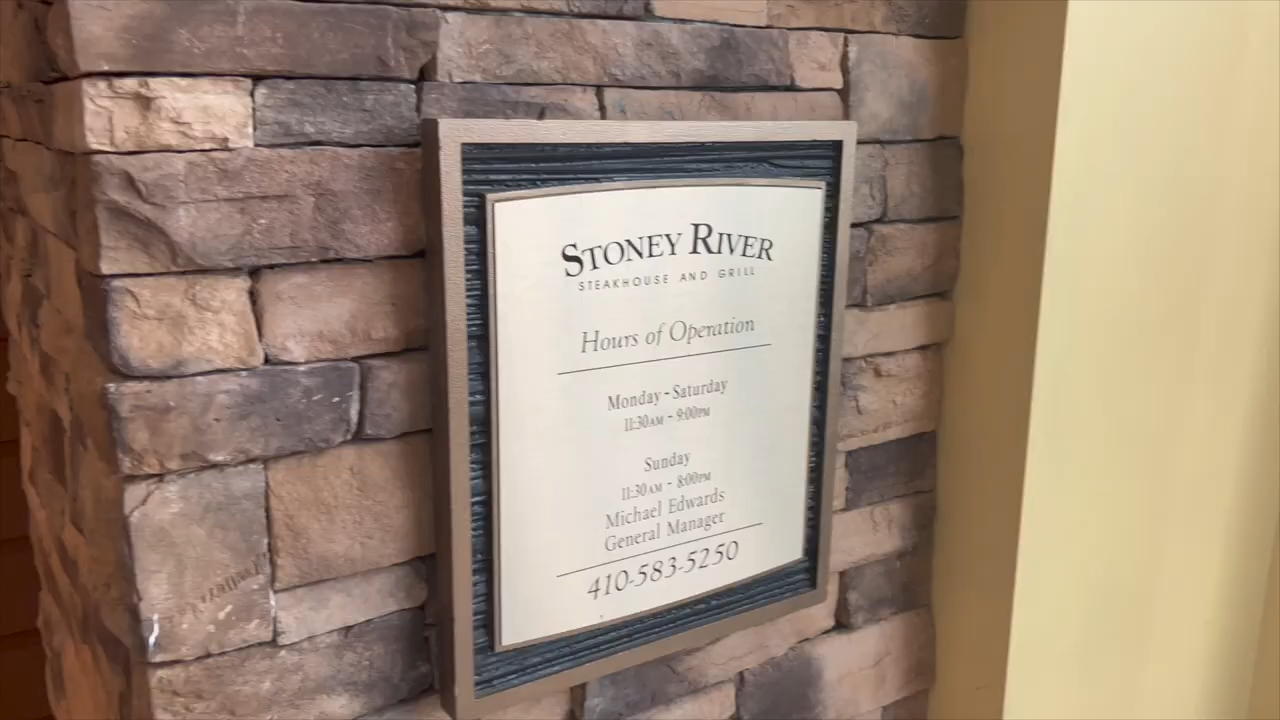 STONEY RIVER
STEAKHOUSE AND GRILL
Hours of Operation
Monday - Saturday
11:30AM - 9:00PM
Sunday
11:30AM - 8:00PM
Michael Edwards
General Manager
410-583-5250